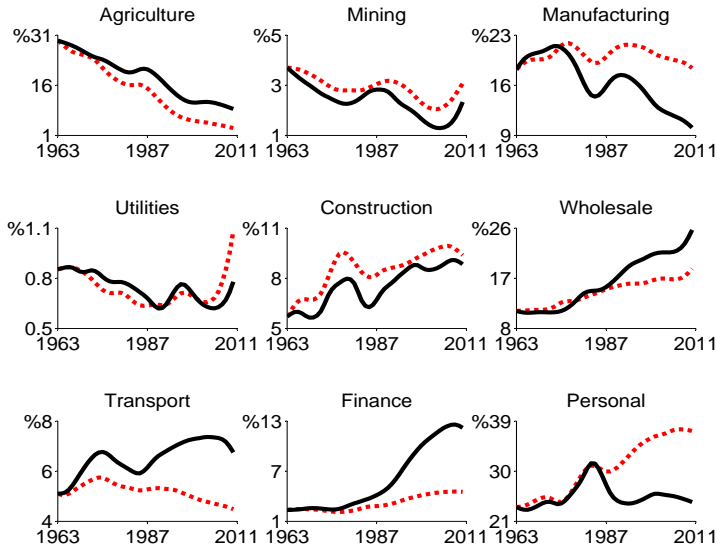 Agriculture
%31
16
1
1963 1987 2011
Mining
%5
3
1
1963 1987 2011
Manufacturing
%23
16
9
1963 1987 2011
Utilities
%1.1
0.8
0.5
1963 1987 2011
Construction
%11
8
5
1963 1987 2011
Wholesale
%26
17
8
1963 1987 2011
Transport
%8
6
4
1963 1987 2011
Finance
%13
7
1
1963 1987 2011
Personal
%39
30
21
1963 1987 2011